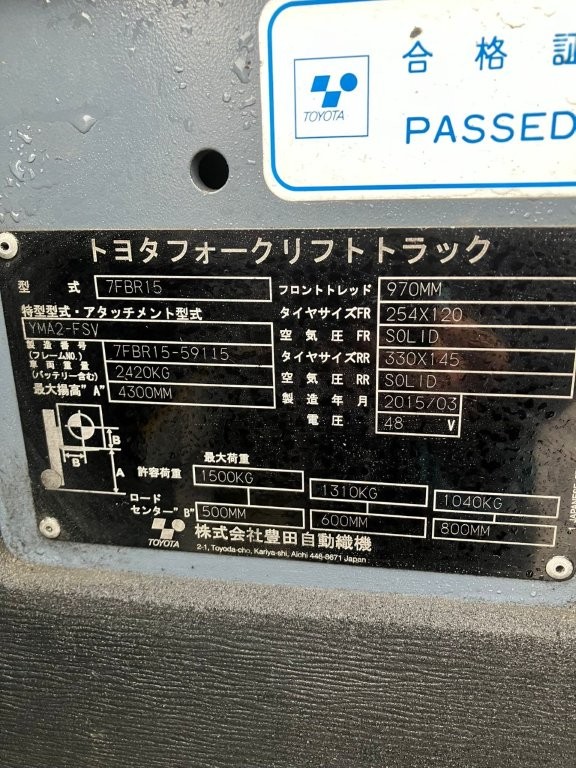 合格証
TOYOTA
PASSED
トヨタフォークリフトトラック
型式 7FBR15 フロントトレッド 970MM
特型型式・アタッチメント型式 タイヤサイズFR 254X120
YMA2-FSV 空気圧 FR SOLID
製造番号(フレームNO.) 7FBR15-59115 タイヤサイズRR 330X145
車両重量(バッテリー含む) 2420KG 空気圧 RR SOLID
最大揚高"A" 4300MM 製造年月 2015/03
電圧 48 V
B
B
A
最大荷重
許容荷重 1500KG 1310KG 1040KG
ロードセンター"B" 500MM 600MM 800MM
TOYOTA 株式会社豊田自動織機
2-1, Toyoda-cho, Kariya-shi, Aichi 448-8671 Japan